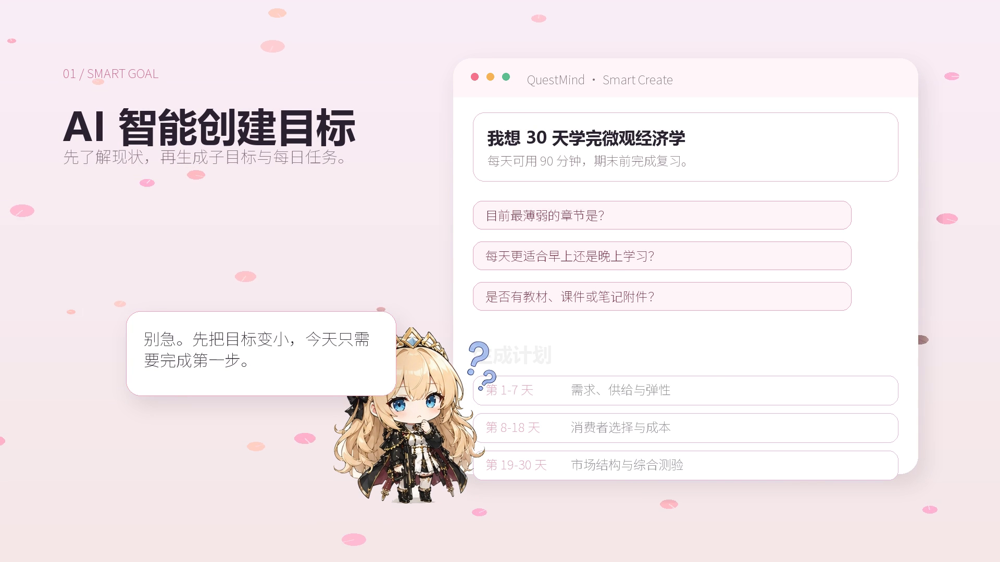 01 / SMART GOAL
AI 智能创建目标
先了解现状，再生成子目标与每日任务。
别急。先把目标变小，今天只需
要完成第一步。
QuestMind · Smart Create
我想 30 天学完微观经济学
每天可用 90 分钟，期末前完成复习。
目前最薄弱的章节是？
每天更适合早上还是晚上学习？
是否有教材、课件或笔记附件？
生成计划
第 1-7 天 需求、供给与弹性
第 8-18 天 消费者选择与成本
第 19-30 天 市场结构与综合测验